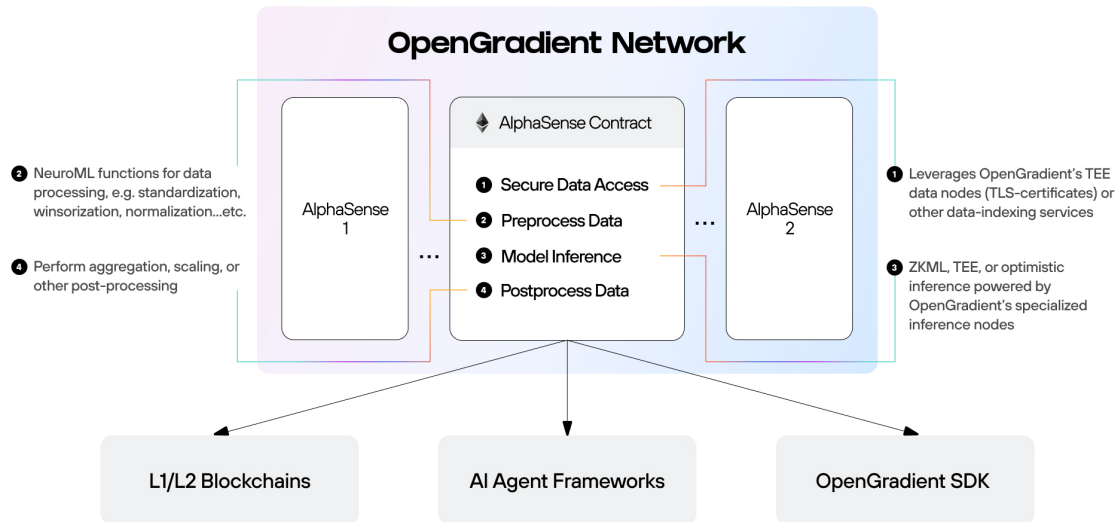 OpenGradient Network
AlphaSense Contract
1 Secure Data Access
2 Preprocess Data
3 Model Inference
4 Postprocess Data
AlphaSense
1
...
...
AlphaSense
2
2 NeuroML functions for data
processing, e.g. standardization,
winsorization, normalization...etc.
4 Perform aggregation, scaling, or
other post-processing
1 Leverages OpenGradient's TEE
data nodes (TLS-certificates) or
other data-indexing services
3 ZKML, TEE, or optimistic
inference powered by
OpenGradient's specialized
inference nodes
L1/L2 Blockchains
AI Agent Frameworks
OpenGradient SDK